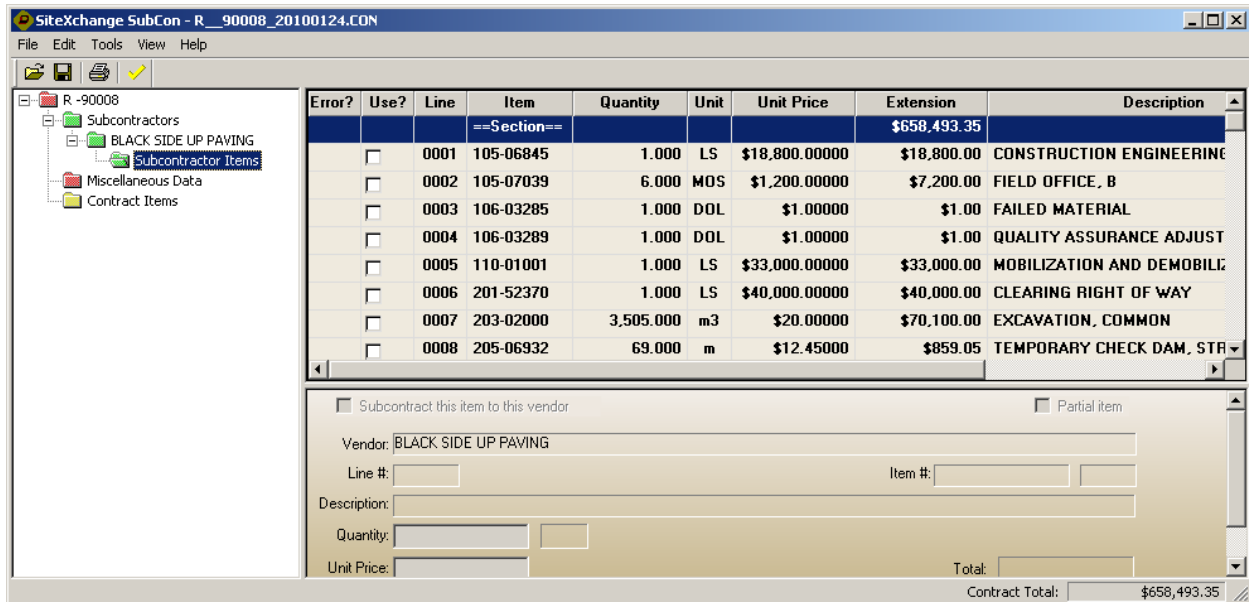 SiteXchange SubCon - R__90008_20100124.CON
File Edit Tools View Help
R -90008
Subcontractors
BLACK SIDE UP PAVING
Subcontractor Items
Miscellaneous Data
Contract Items
Error? Use? Line Item Quantity Unit Unit Price Extension Description
==Section== $658,493.35
0001 105-06845 1.000 LS $18,800.00000 $18,800.00 CONSTRUCTION ENGINEERING
0002 105-07039 6.000 MOS $1,200.00000 $7,200.00 FIELD OFFICE, B
0003 106-03285 1.000 DOL $1.00000 $1.00 FAILED MATERIAL
0004 106-03289 1.000 DOL $1.00000 $1.00 QUALITY ASSURANCE ADJUST
0005 110-01001 1.000 LS $33,000.00000 $33,000.00 MOBILIZATION AND DEMOBILIZ
0006 201-52370 1.000 LS $40,000.00000 $40,000.00 CLEARING RIGHT OF WAY
0007 203-02000 3,505.000 m3 $20.00000 $70,100.00 EXCAVATION, COMMON
0008 205-06932 69.000 m $12.45000 $859.05 TEMPORARY CHECK DAM, STR
Subcontract this item to this vendor Partial item
Vendor: BLACK SIDE UP PAVING
Line #: Item #:
Description:
Quantity:
Unit Price: Total:
Contract Total: $658,493.35